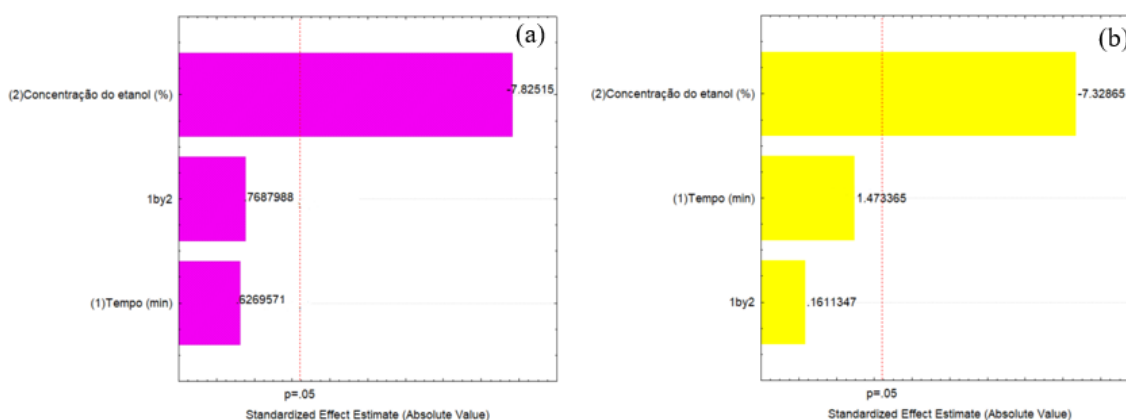 (a)
(2)Concentração do etanol (%)
-7.82515
1by2
.7687988
(1)Tempo (min)
.6269571
p=.05
Standardized Effect Estimate (Absolute Value)
(b)
(2)Concentração do etanol (%)
-7.32865
(1)Tempo (min)
1.473365
1by2
.1611347
p=.05
Standardized Effect Estimate (Absolute Value)